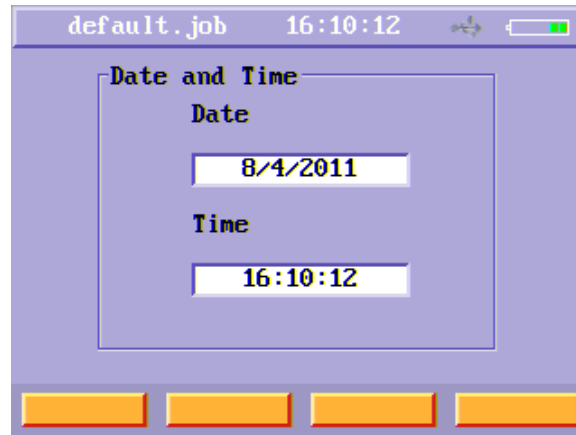 default.job 16:10:12
Date and Time
Date
8/4/2011
Time
16:10:12